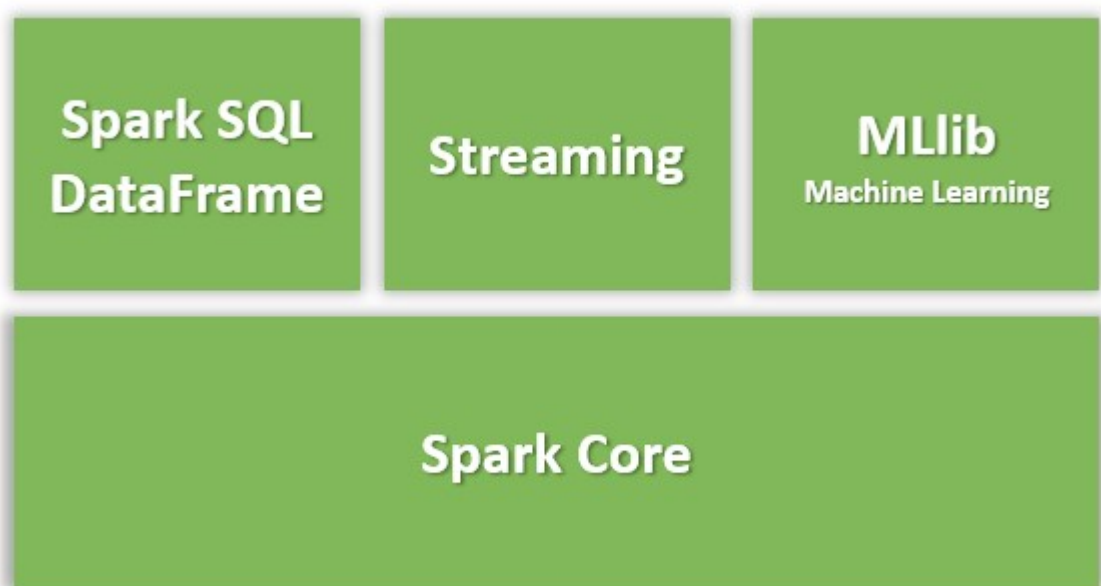 Spark SQL
DataFrame
Streaming
MLlib
Machine Learning
Spark Core